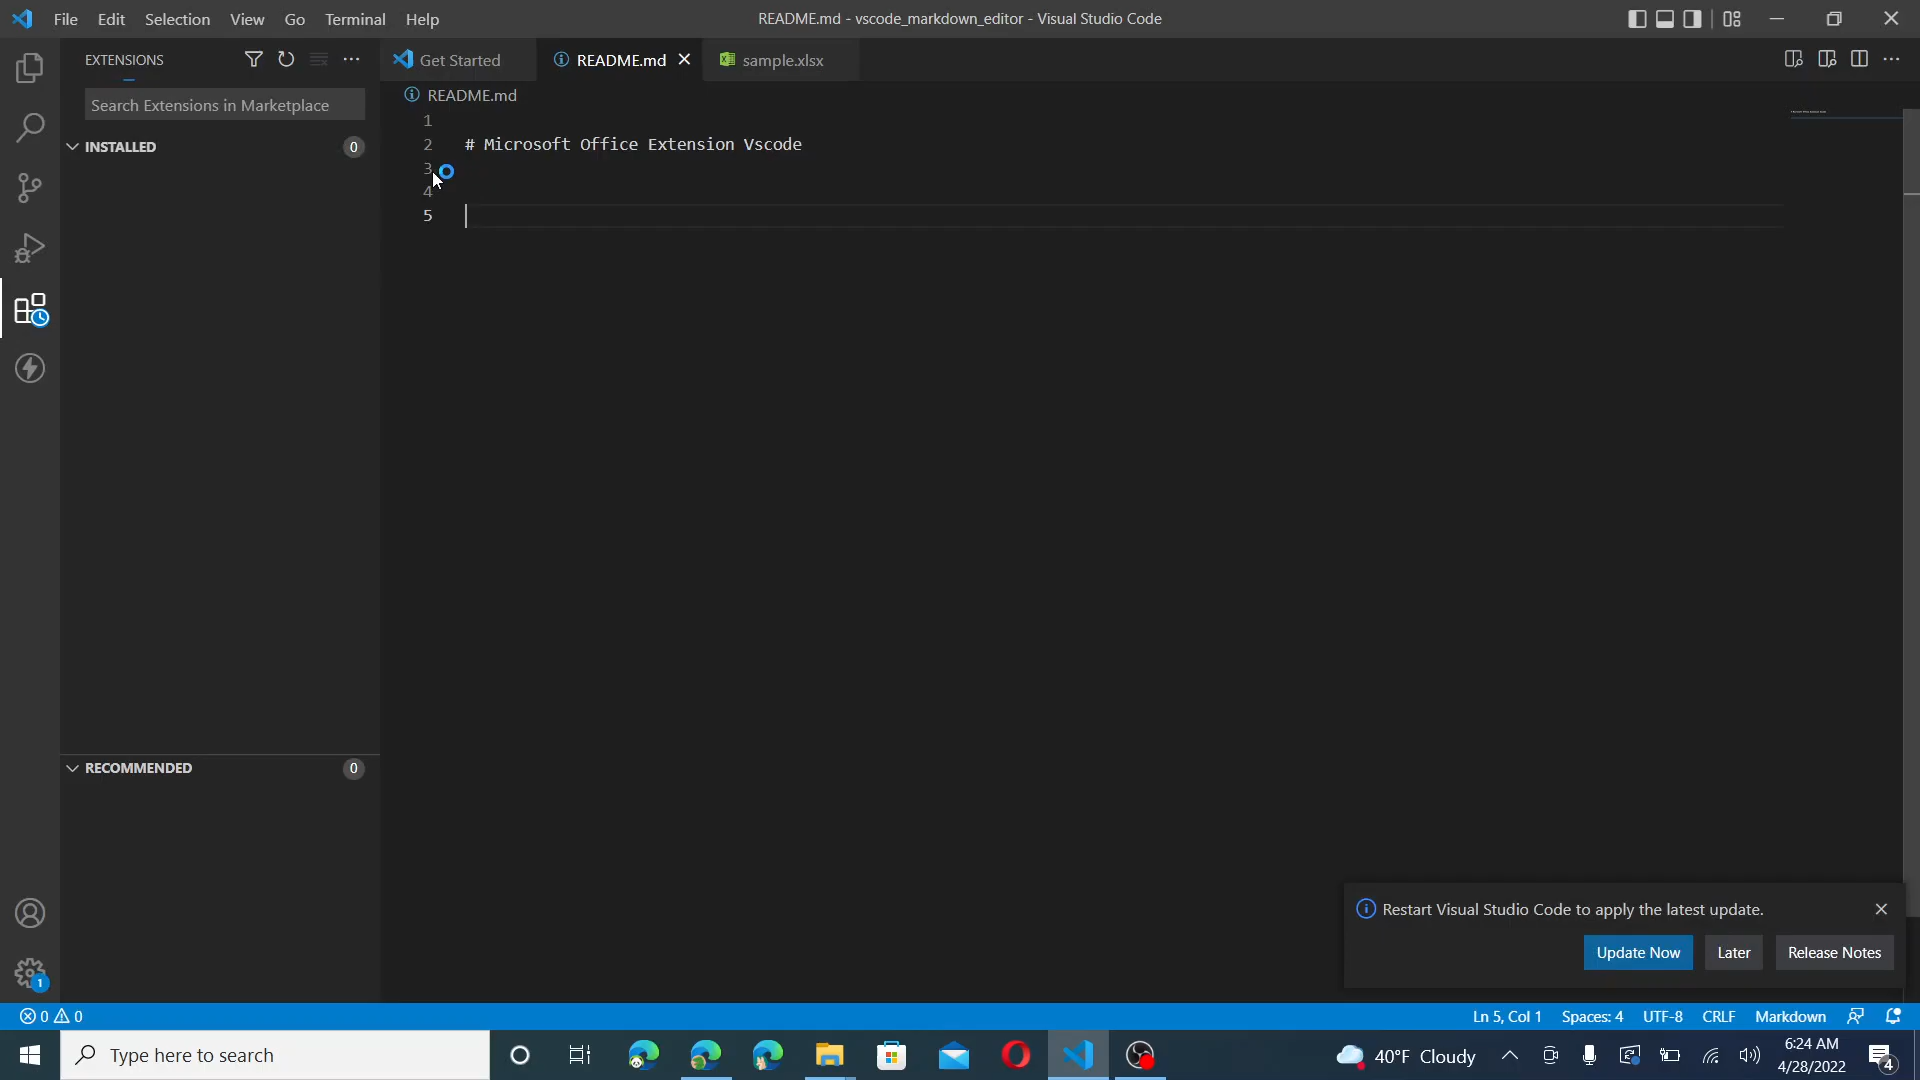 File Edit Selection View Go Terminal Help
README.md - vscode_markdown_editor - Visual Studio Code
EXTENSIONS
Get Started
README.md
sample.xlsx
Search Extensions in Marketplace
README.md
INSTALLED
0
1
2 # Microsoft Office Extension Vscode
3
4
5
RECOMMENDED
0
Restart Visual Studio Code to apply the latest update.
Update Now
Later
Release Notes
1
0 0
Ln 5, Col 1
Spaces: 4
UTF-8
CRLF
Markdown
Type here to search
40°F Cloudy
6:24 AM
4/28/2022
4